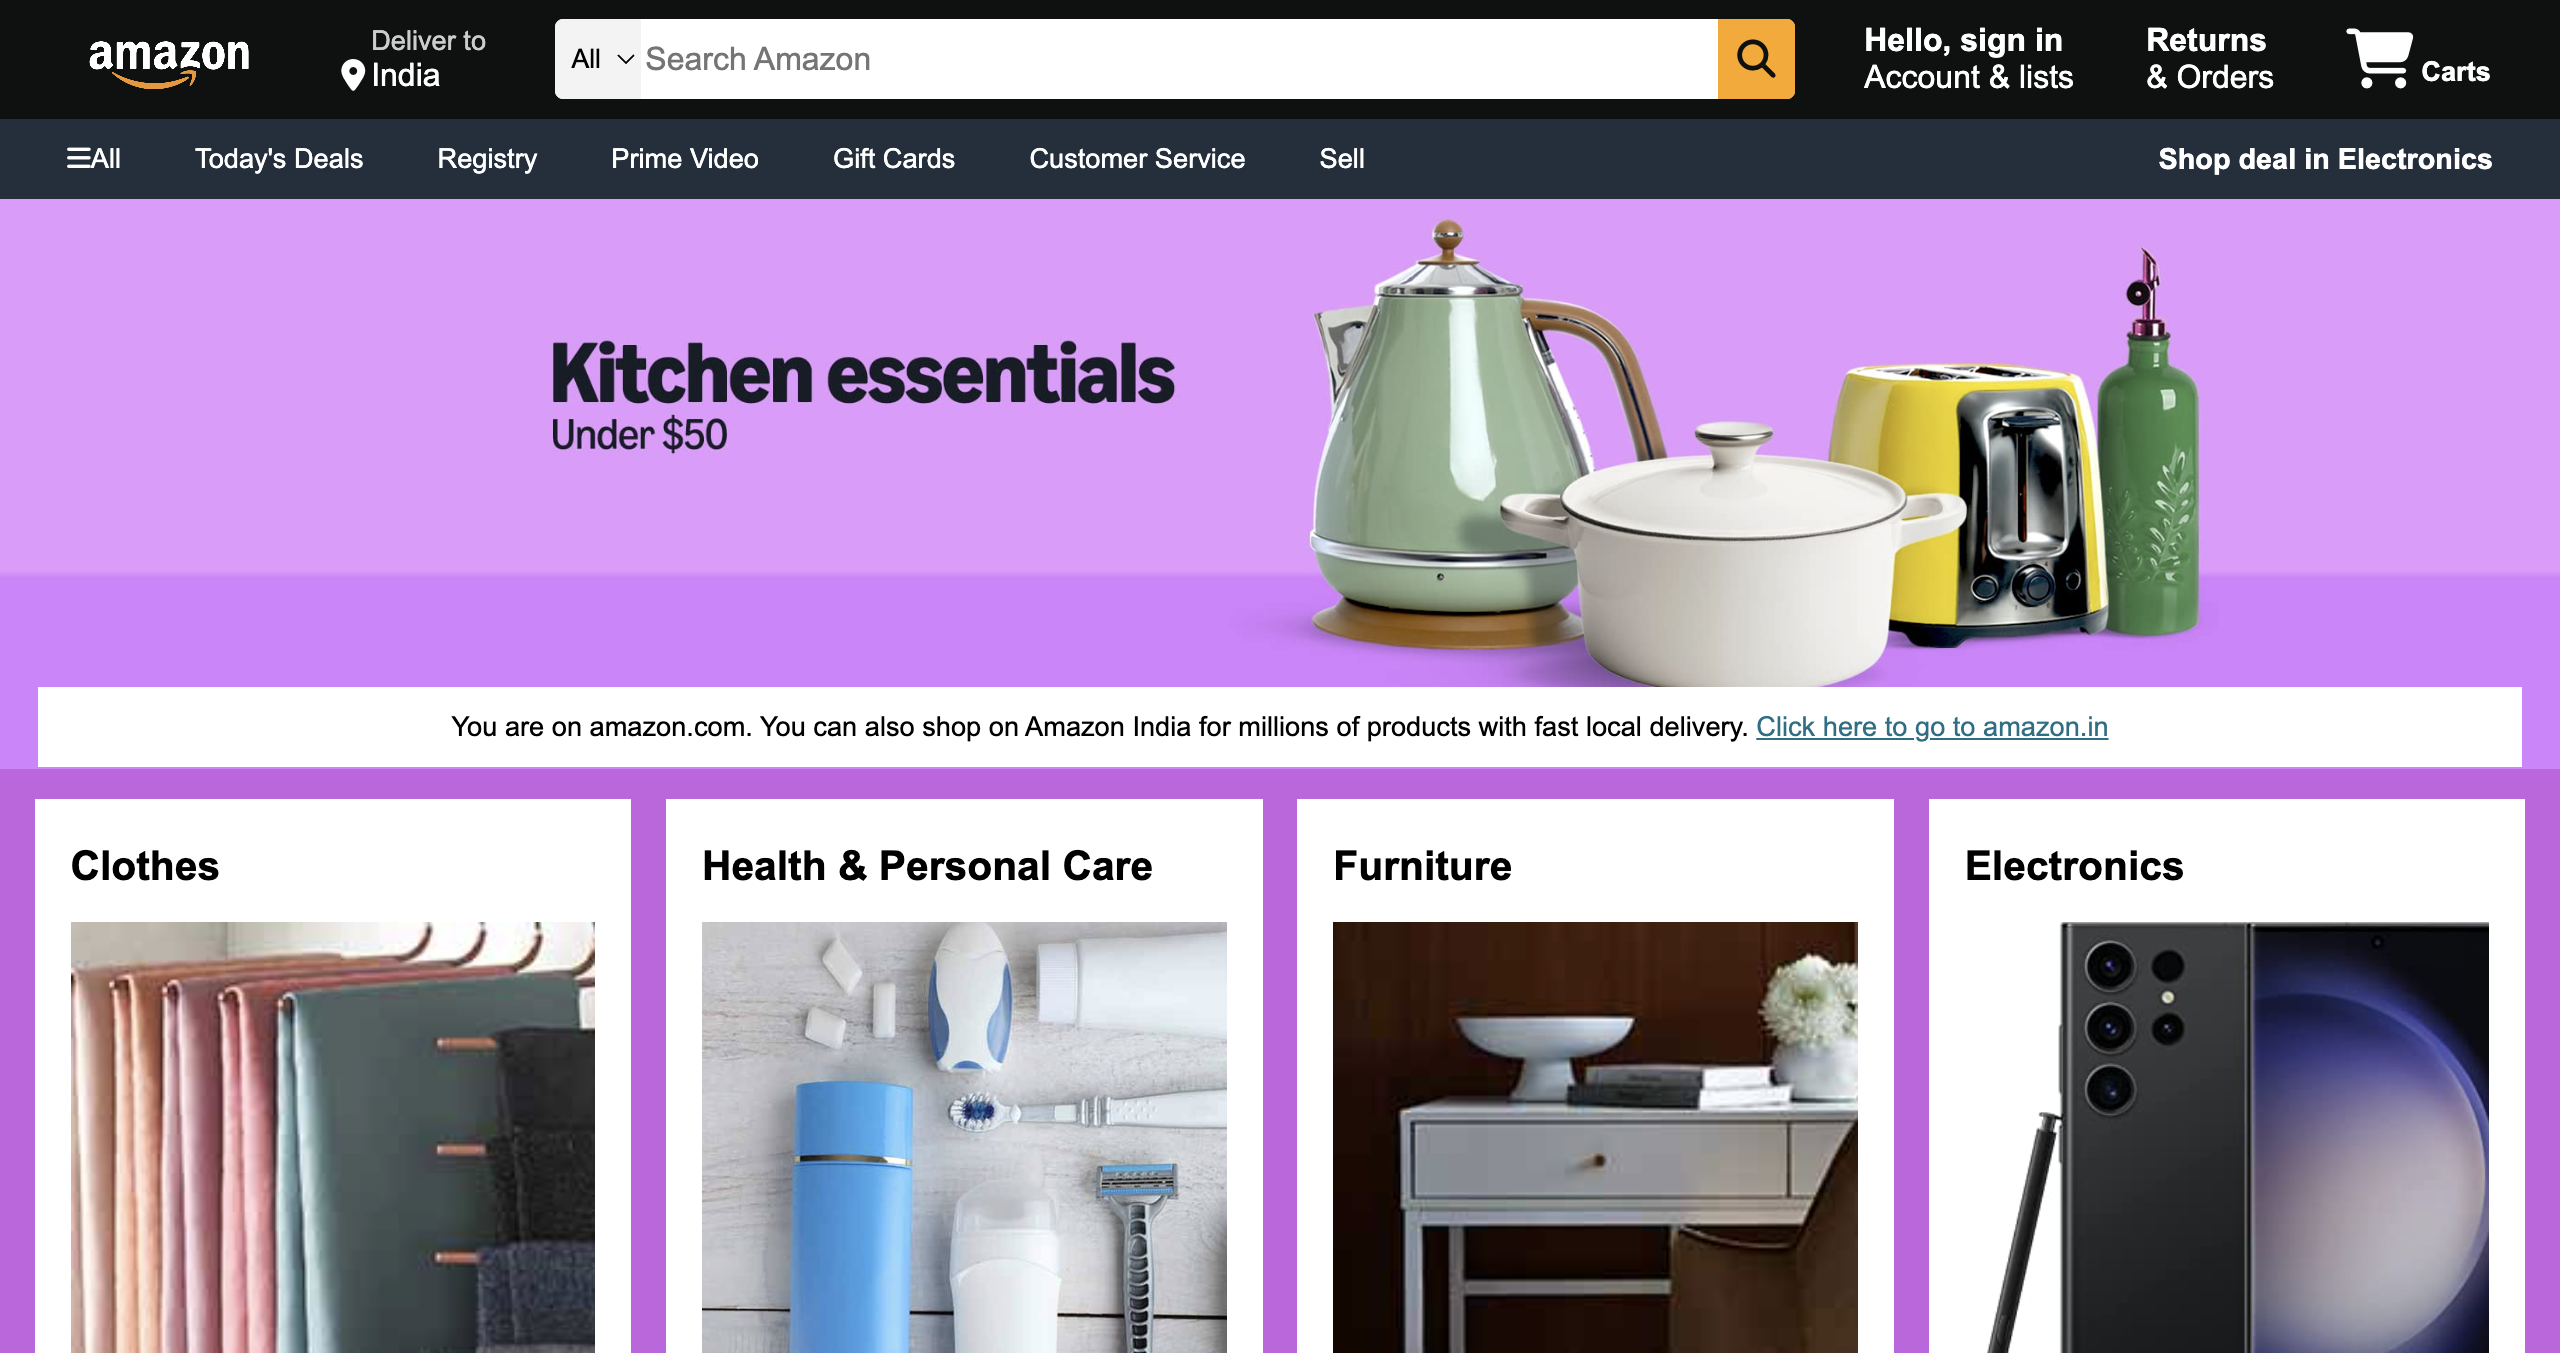 amazon
Deliver to
India
All
Search Amazon
Hello, sign in
Account & lists
Returns
& Orders
Carts
All
Today's Deals
Registry
Prime Video
Gift Cards
Customer Service
Sell
Shop deal in Electronics
Kitchen essentials
Under $50
You are on amazon.com. You can also shop on Amazon India for millions of products with fast local delivery. Click here to go to amazon.in
Clothes
Health & Personal Care
Furniture
Electronics